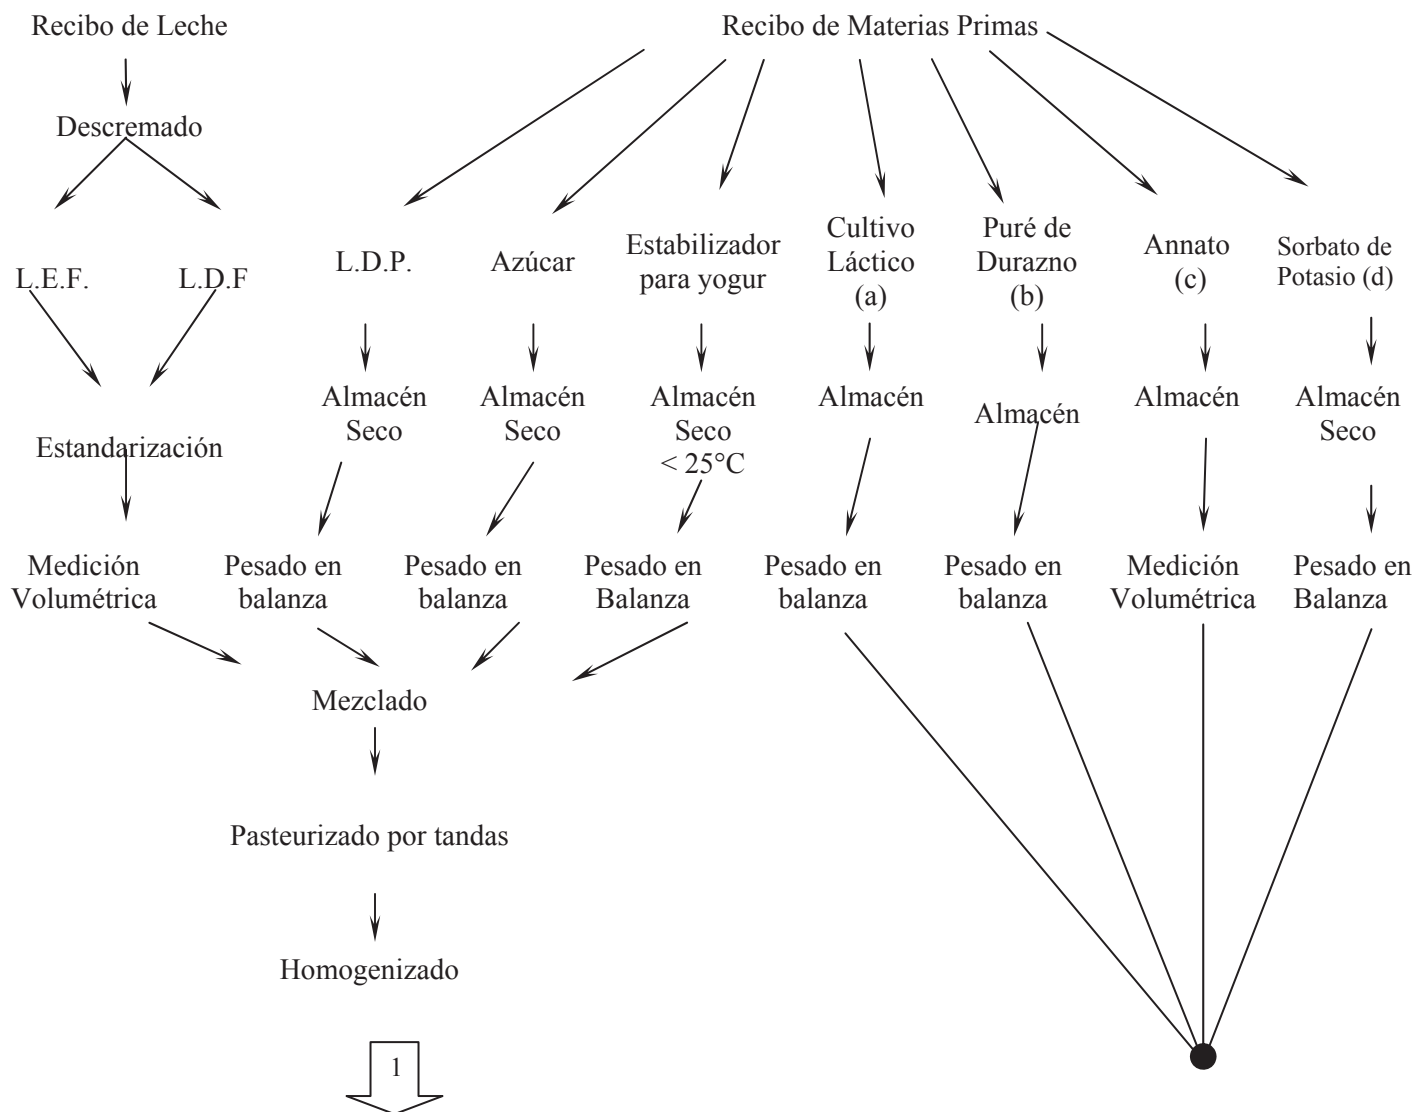 Recibo de Leche
Recibo de Materias Primas
Descremado
L.E.F.
L.D.F
L.D.P.
Azúcar
Estabilizador
para yogur
Cultivo
Láctico
(a)
Puré de
Durazno
(b)
Annato
(c)
Sorbato de
Potasio (d)
Almacén
Seco
Almacén
Seco
Almacén
Seco
< 25°C
Almacén
Almacén
Almacén
Almacén
Seco
Estandarización
Medición
Volumétrica
Pesado en
balanza
Pesado en
balanza
Pesado en
Balanza
Pesado en
balanza
Pesado en
balanza
Medición
Volumétrica
Pesado en
Balanza
Mezclado
Pasteurizado por tandas
Homogenizado
1